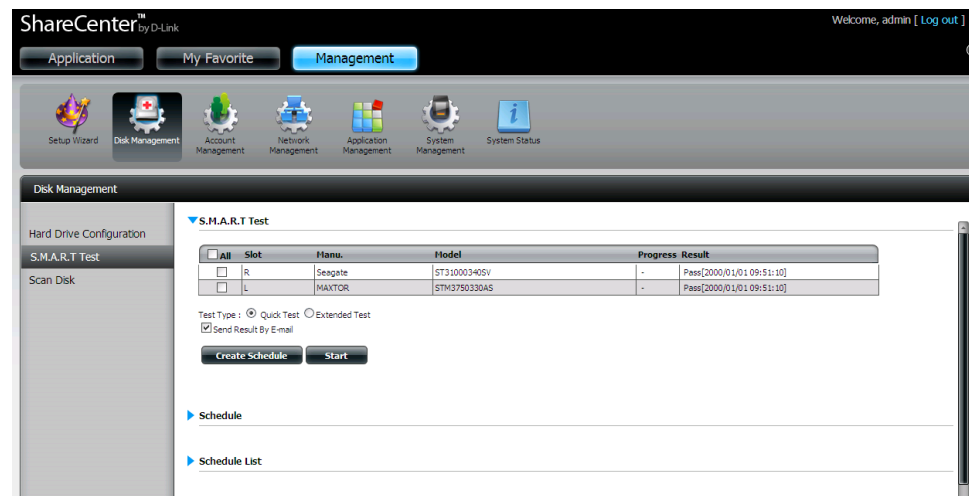 ShareCenter™ by D-Link
Welcome, admin [ Log out ]
Application
My Favorite
Management
Setup Wizard
Disk Management
Account Management
Network Management
Application Management
System Management
System Status
Disk Management
Hard Drive Configuration
S.M.A.R.T Test
Scan Disk
S.M.A.R.T Test
All Slot Manu. Model Progress Result
R Seagate ST31000340SV - Pass[2000/01/01 09:51:10]
L MAXTOR STM3750330AS - Pass[2000/01/01 09:51:10]
Test Type : Quick Test Extended Test
Send Result By E-mail
Create Schedule Start
Schedule
Schedule List